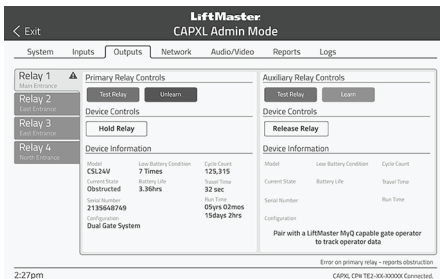 LiftMaster
Exit
CAPXL Admin Mode
System Inputs Outputs Network Audio/Video Reports Logs
Relay 1
Main Entrance
Relay 2
East Entrance
Relay 3
East Entrance
Relay 4
North Entrance
Primary Relay Controls
Test Relay Unlearn
Device Controls
Hold Relay
Device Information
Model Low Battery Condition Cycle Count
CSL24V 7 Times 125,315
Current State Battery Life Travel Time
Obstructed 3.36hrs 32 sec
Serial Number Run Time
2135648749 05yrs 02mos
15days 2hrs
Configuration
Dual Gate System
Auxiliary Relay Controls
Test Relay Learn
Device Controls
Release Relay
Device Information
Model Low Battery Condition Cycle Count
Current State Battery Life Travel Time
Serial Number Run Time
Configuration
Pair with a LiftMaster MyQ capable gate operator
to track operator data
Error on primary relay - reports obstruction
2:27pm
CAPXL CP# TE2-XX-XXXXX Connected.